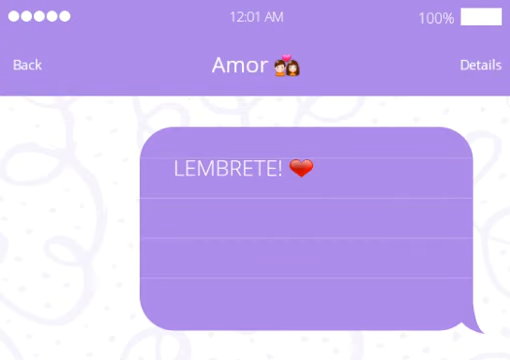 12:01 AM
100%
Back
Amor 💏
Details
LEMBRETE! ❤️